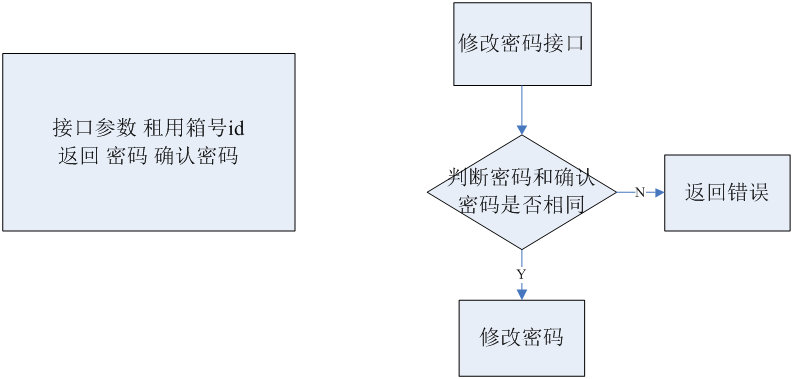 接口参数 租用箱号id
返回 密码 确认密码
修改密码接口
判断密码和确认
密码是否相同
N
返回错误
Y
修改密码